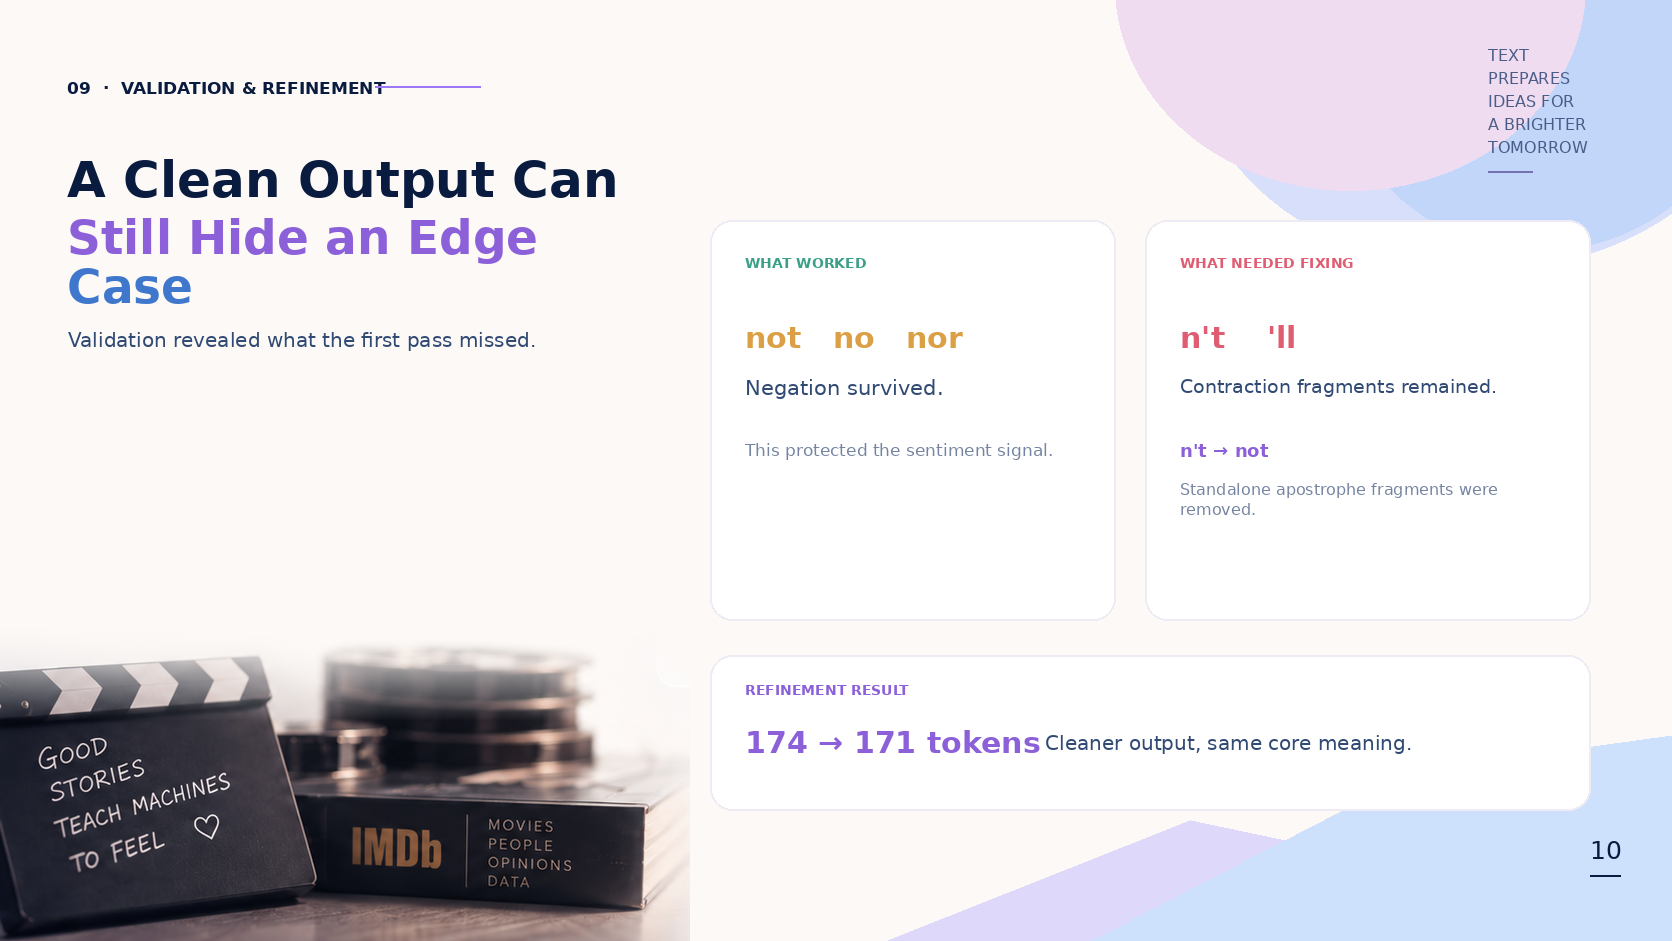 09 · VALIDATION & REFINEMENT
TEXT
PREPARES
IDEAS FOR
A BRIGHTER
TOMORROW
A Clean Output Can
Still Hide an Edge
Case
Validation revealed what the first pass missed.
WHAT WORKED
not no nor
Negation survived.
This protected the sentiment signal.
WHAT NEEDED FIXING
n't 'll
Contraction fragments remained.
n't → not
Standalone apostrophe fragments were
removed.
REFINEMENT RESULT
174 → 171 tokens Cleaner output, same core meaning.
GOOD
STORIES
TEACH MACHINES
TO FEEL ♡
IMDb
MOVIES
PEOPLE
OPINIONS
DATA
10